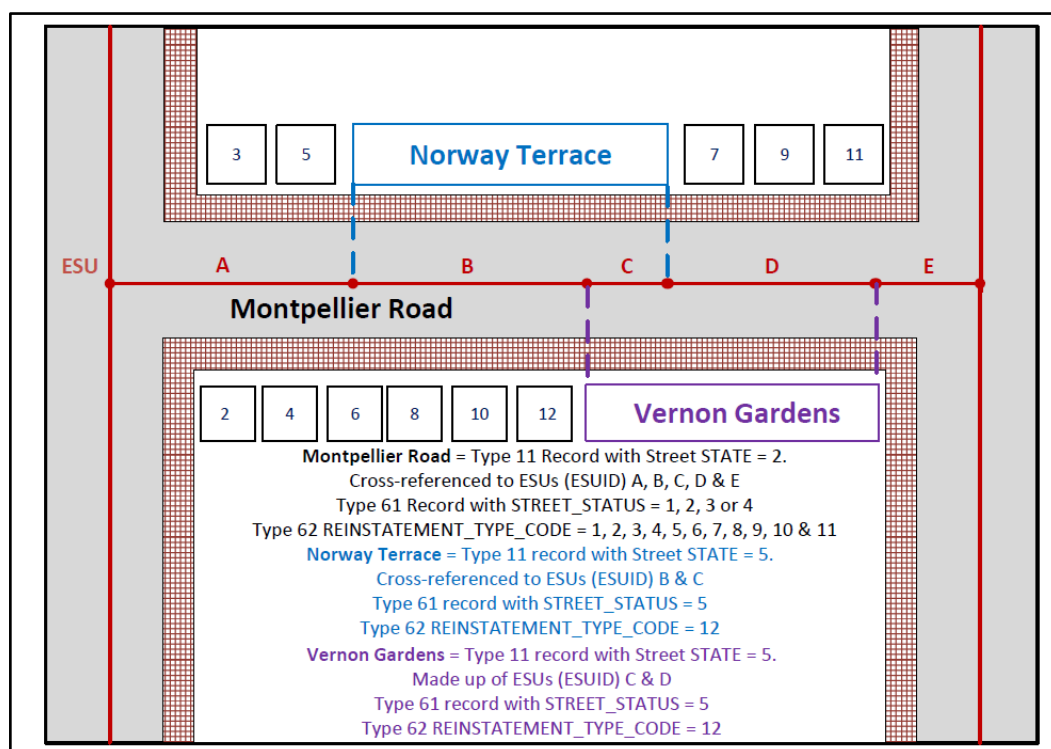 3 5 Norway Terrace 7 9 11
ESU A B C D E
Montpellier Road
2 4 6 8 10 12 Vernon Gardens
Montpellier Road = Type 11 Record with Street STATE = 2.
Cross-referenced to ESUs (ESUID) A, B, C, D & E
Type 61 Record with STREET_STATUS = 1, 2, 3 or 4
Type 62 REINSTATEMENT_TYPE_CODE = 1, 2, 3, 4, 5, 6, 7, 8, 9, 10 & 11
Norway Terrace = Type 11 record with Street STATE = 5.
Cross-referenced to ESUs (ESUID) B & C
Type 61 record with STREET_STATUS = 5
Type 62 REINSTATEMENT_TYPE_CODE = 12
Vernon Gardens = Type 11 record with Street STATE = 5.
Made up of ESUs (ESUID) C & D
Type 61 record with STREET_STATUS = 5
Type 62 REINSTATEMENT_TYPE_CODE = 12